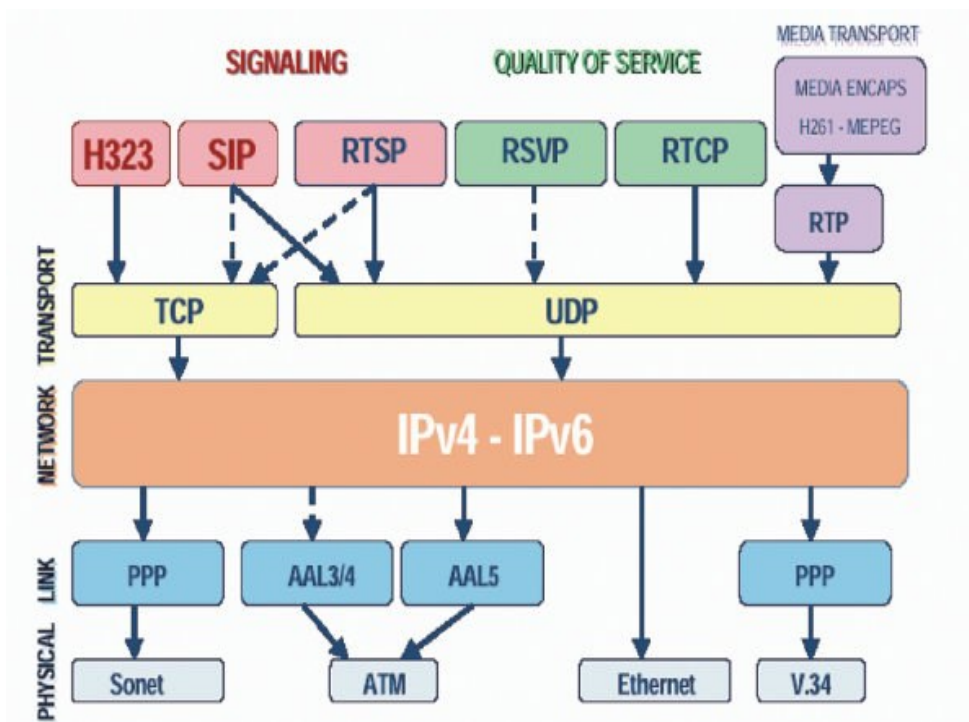 MEDIA TRANSPORT
SIGNALING
QUALITY OF SERVICE
MEDIA ENCAPS
H261 - MEPEG
H323
SIP
RTSP
RSVP
RTCP
RTP
TRANSPORT
TCP
UDP
NETWORK
IPv4 - IPv6
LINK
PPP
AAL3/4
AAL5
PPP
PHYSICAL
Sonet
ATM
Ethernet
V.34